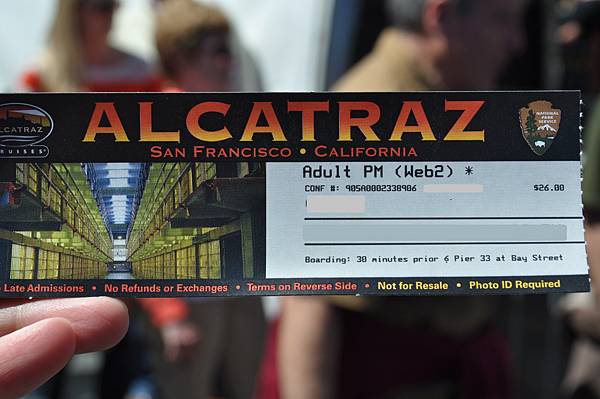 ALCATRAZ
SAN FRANCISCO • CALIFORNIA
ALCATRAZ
CRUISES
NATIONAL
PARK
SERVICE
Adult PM (Web2) *
CONF #: 905A0002338906
$26.00
Boarding: 30 minutes prior Pier 33 at Bay Street
Late Admissions • No Refunds or Exchanges • Terms on Reverse Side • Not for Resale • Photo ID Required